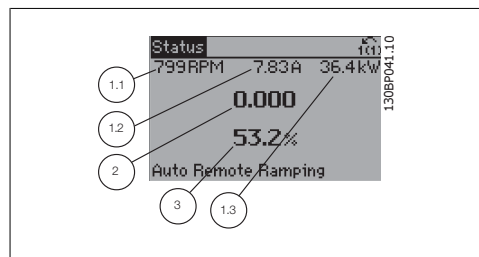 Status
1(1)
799RPM 7.83A 36.4kW
0.000
53.2%
Auto Remote Ramping
1.1
1.2
2
3
1.3
130BP041.10